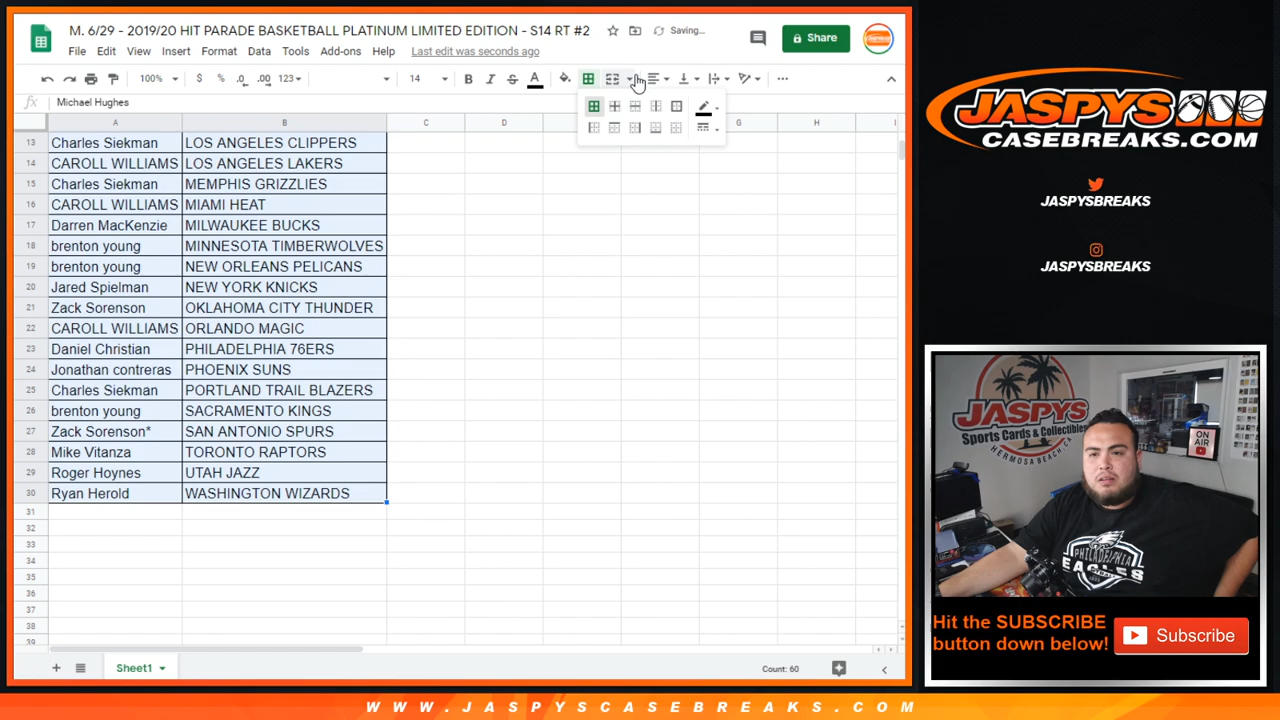 M. 6/29 - 2019/20 HIT PARADE BASKETBALL PLATINUM LIMITED EDITION - S14 RT #2
Saving...
Share
File Edit View Insert Format Data Tools Add-ons Help Last edit was seconds ago
100% $ % .0 .00 123 14 B I S A
fx Michael Hughes
A B C D G H I
13 Charles Siekman LOS ANGELES CLIPPERS
14 CAROLL WILLIAMS LOS ANGELES LAKERS
15 Charles Siekman MEMPHIS GRIZZLIES
16 CAROLL WILLIAMS MIAMI HEAT
17 Darren MacKenzie MILWAUKEE BUCKS
18 brenton young MINNESOTA TIMBERWOLVES
19 brenton young NEW ORLEANS PELICANS
20 Jared Spielman NEW YORK KNICKS
21 Zack Sorenson OKLAHOMA CITY THUNDER
22 CAROLL WILLIAMS ORLANDO MAGIC
23 Daniel Christian PHILADELPHIA 76ERS
24 Jonathan contreras PHOENIX SUNS
25 Charles Siekman PORTLAND TRAIL BLAZERS
26 brenton young SACRAMENTO KINGS
27 Zack Sorenson* SAN ANTONIO SPURS
28 Mike Vitanza TORONTO RAPTORS
29 Roger Hoynes UTAH JAZZ
30 Ryan Herold WASHINGTON WIZARDS
31
32
33
34
35
36
37
38
39
Sheet1
Count: 60
JASPYS
CASEBREAKS.COM
JASPYSBREAKS
JASPYSBREAKS
JASPYS
Sports Cards & Collectibles
HERMOSA BEACH, CA
ON AIR
PHILADELPHIA
EAGLES
Hit the SUBSCRIBE
button down below!
Subscribe
WWW.JASPYSCASEBREAKS.COM